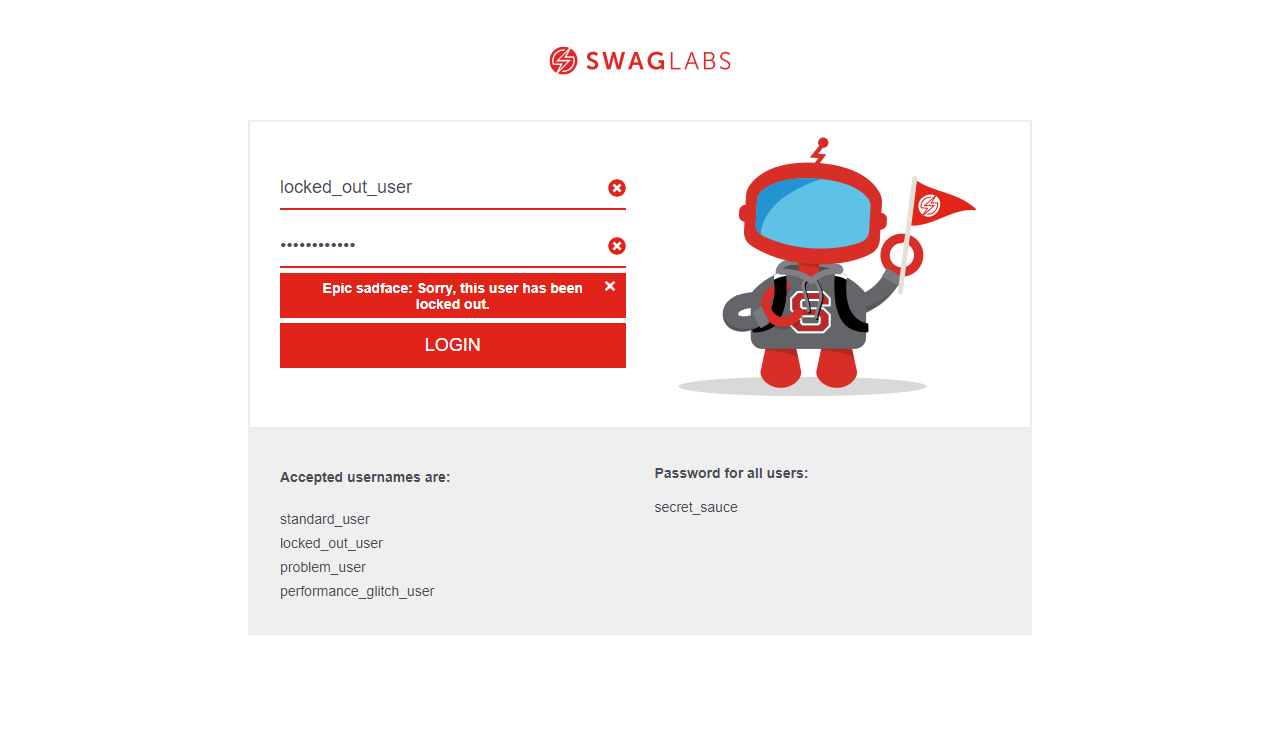 SWAGLABS
locked_out_user
••••••••••••
Epic sadface: Sorry, this user has been
locked out.
LOGIN
S
Accepted usernames are:
standard_user
locked_out_user
problem_user
performance_glitch_user
Password for all users:
secret_sauce